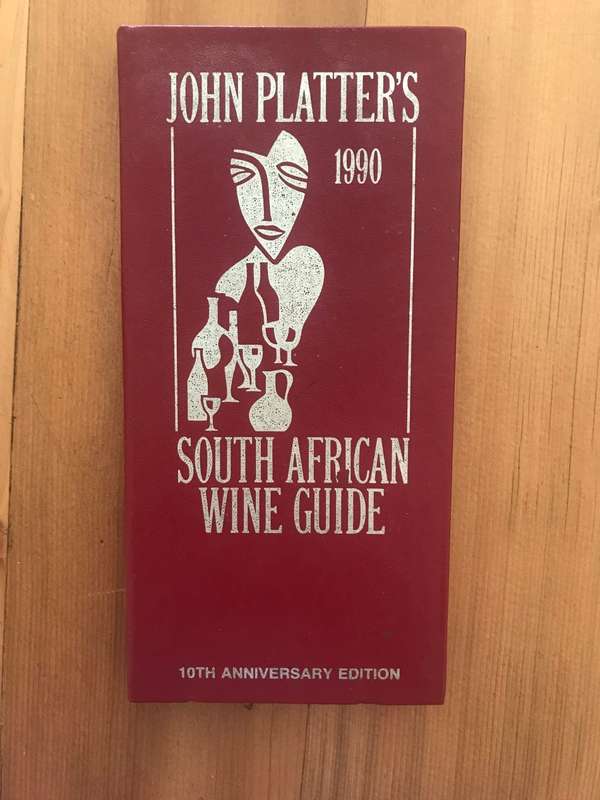 JOHN PLATTER'S
1990
SOUTH AFRICAN
WINE GUIDE
10TH ANNIVERSARY EDITION